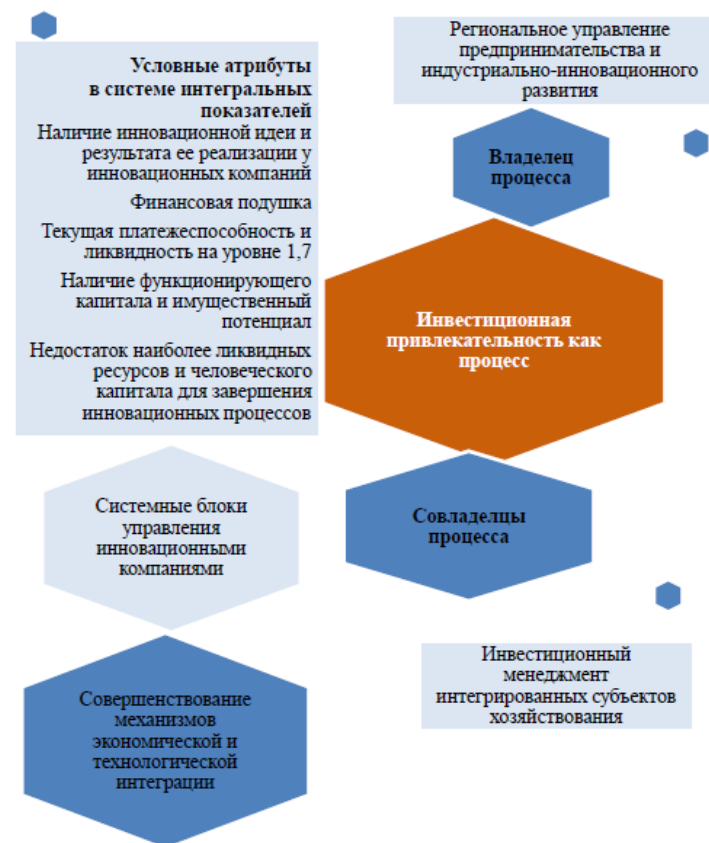 Условные атрибуты
в системе интегральных
показателей
Наличие инновационной идеи и
результата ее реализации у
инновационных компаний
Финансовая подушка
Текущая платежеспособность и
ликвидность на уровне 1,7
Наличие функционирующего
капитала и имущественный
потенциал
Недостаток наиболее ликвидных
ресурсов и человеческого
капитала для завершения
инновационных процессов
Региональное управление
предпринимательства и
индустриально-инновационного
развития
Владелец
процесса
Инвестиционная
привлекательность как
процесс
Совладелцы
процесса
Системные блоки
управления
инновационными
компаниями
Инвестиционный
менеджмент
интегрированных субъектов
хозяйствования
Совершенствование
механизмов
экономической и
технологической
интеграции